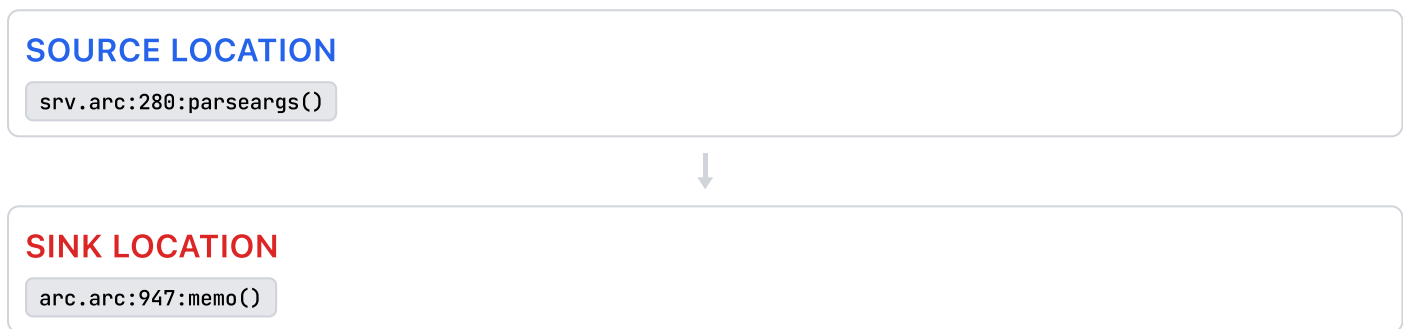 SOURCE LOCATION
srv.arc:280:parseargs()
SINK LOCATION
arc.arc:947:memo()